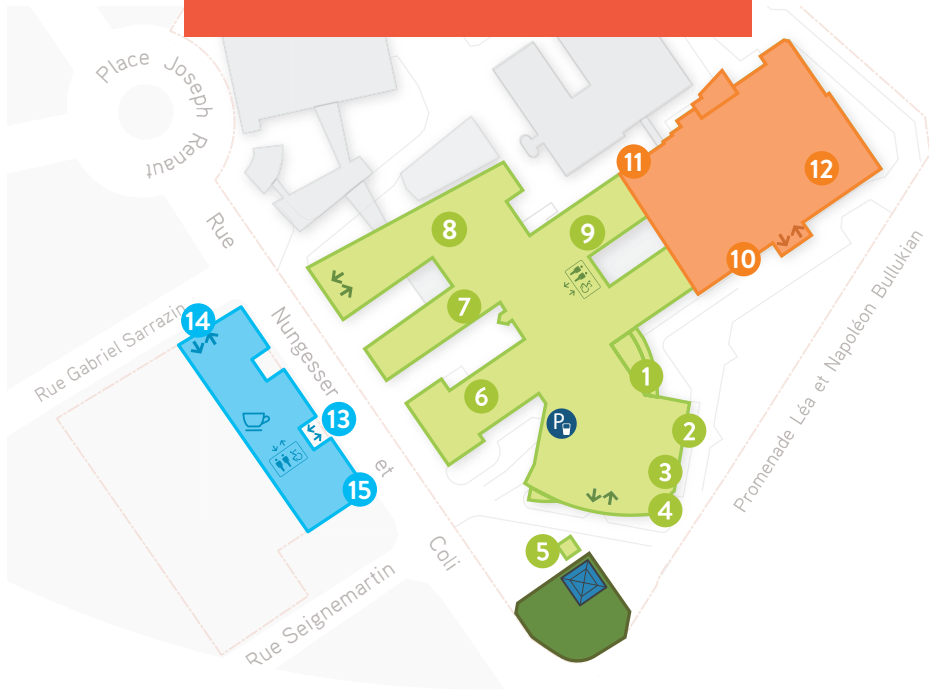 Place Joseph Renaut
11
12
8
9
10
Rue
Nungesser
et
Coli
7
Rue Gabriel Sarrazin
14
1
6
13
P
2
15
3
4
5
Promenade Léa et Napoléon Bullukian
Rue Seignemartin